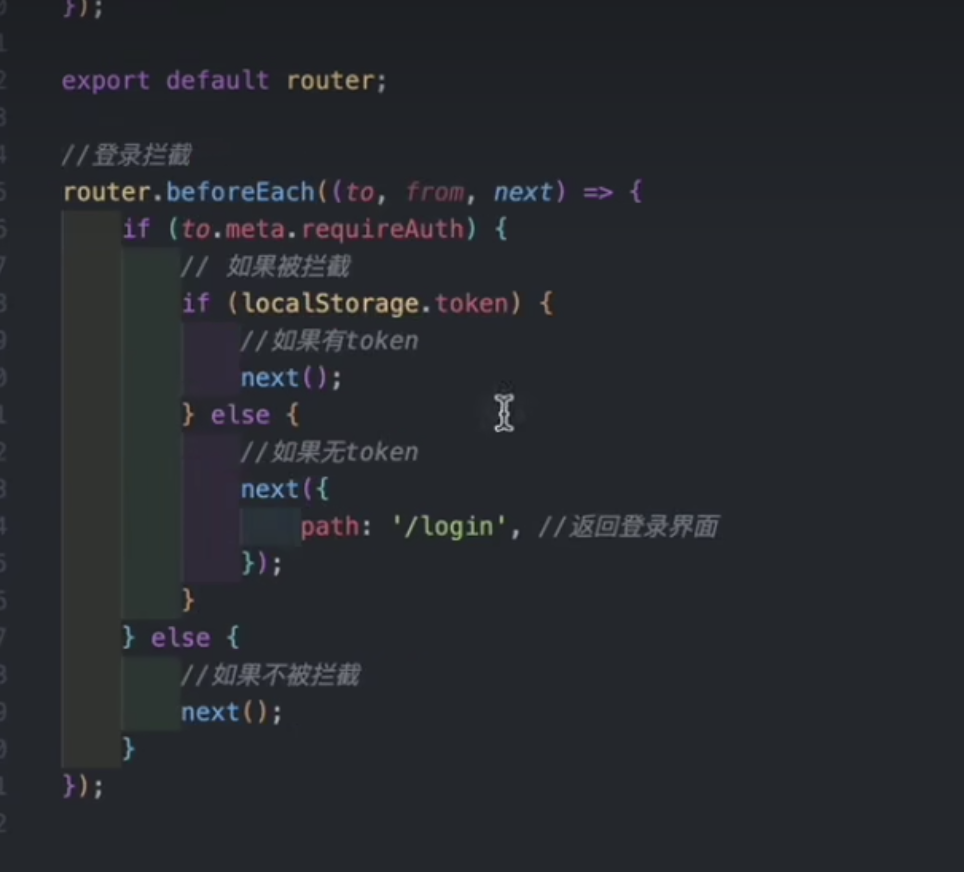 });
export default router;
//登录拦截
router.beforeEach((to, from, next) => {
if (to.meta.requireAuth) {
// 如果被拦截
if (localStorage.token) {
//如果有token
next();
} else {
//如果无token
next({
path: '/login', //返回登录界面
});
}
} else {
//如果不被拦截
next();
}
});